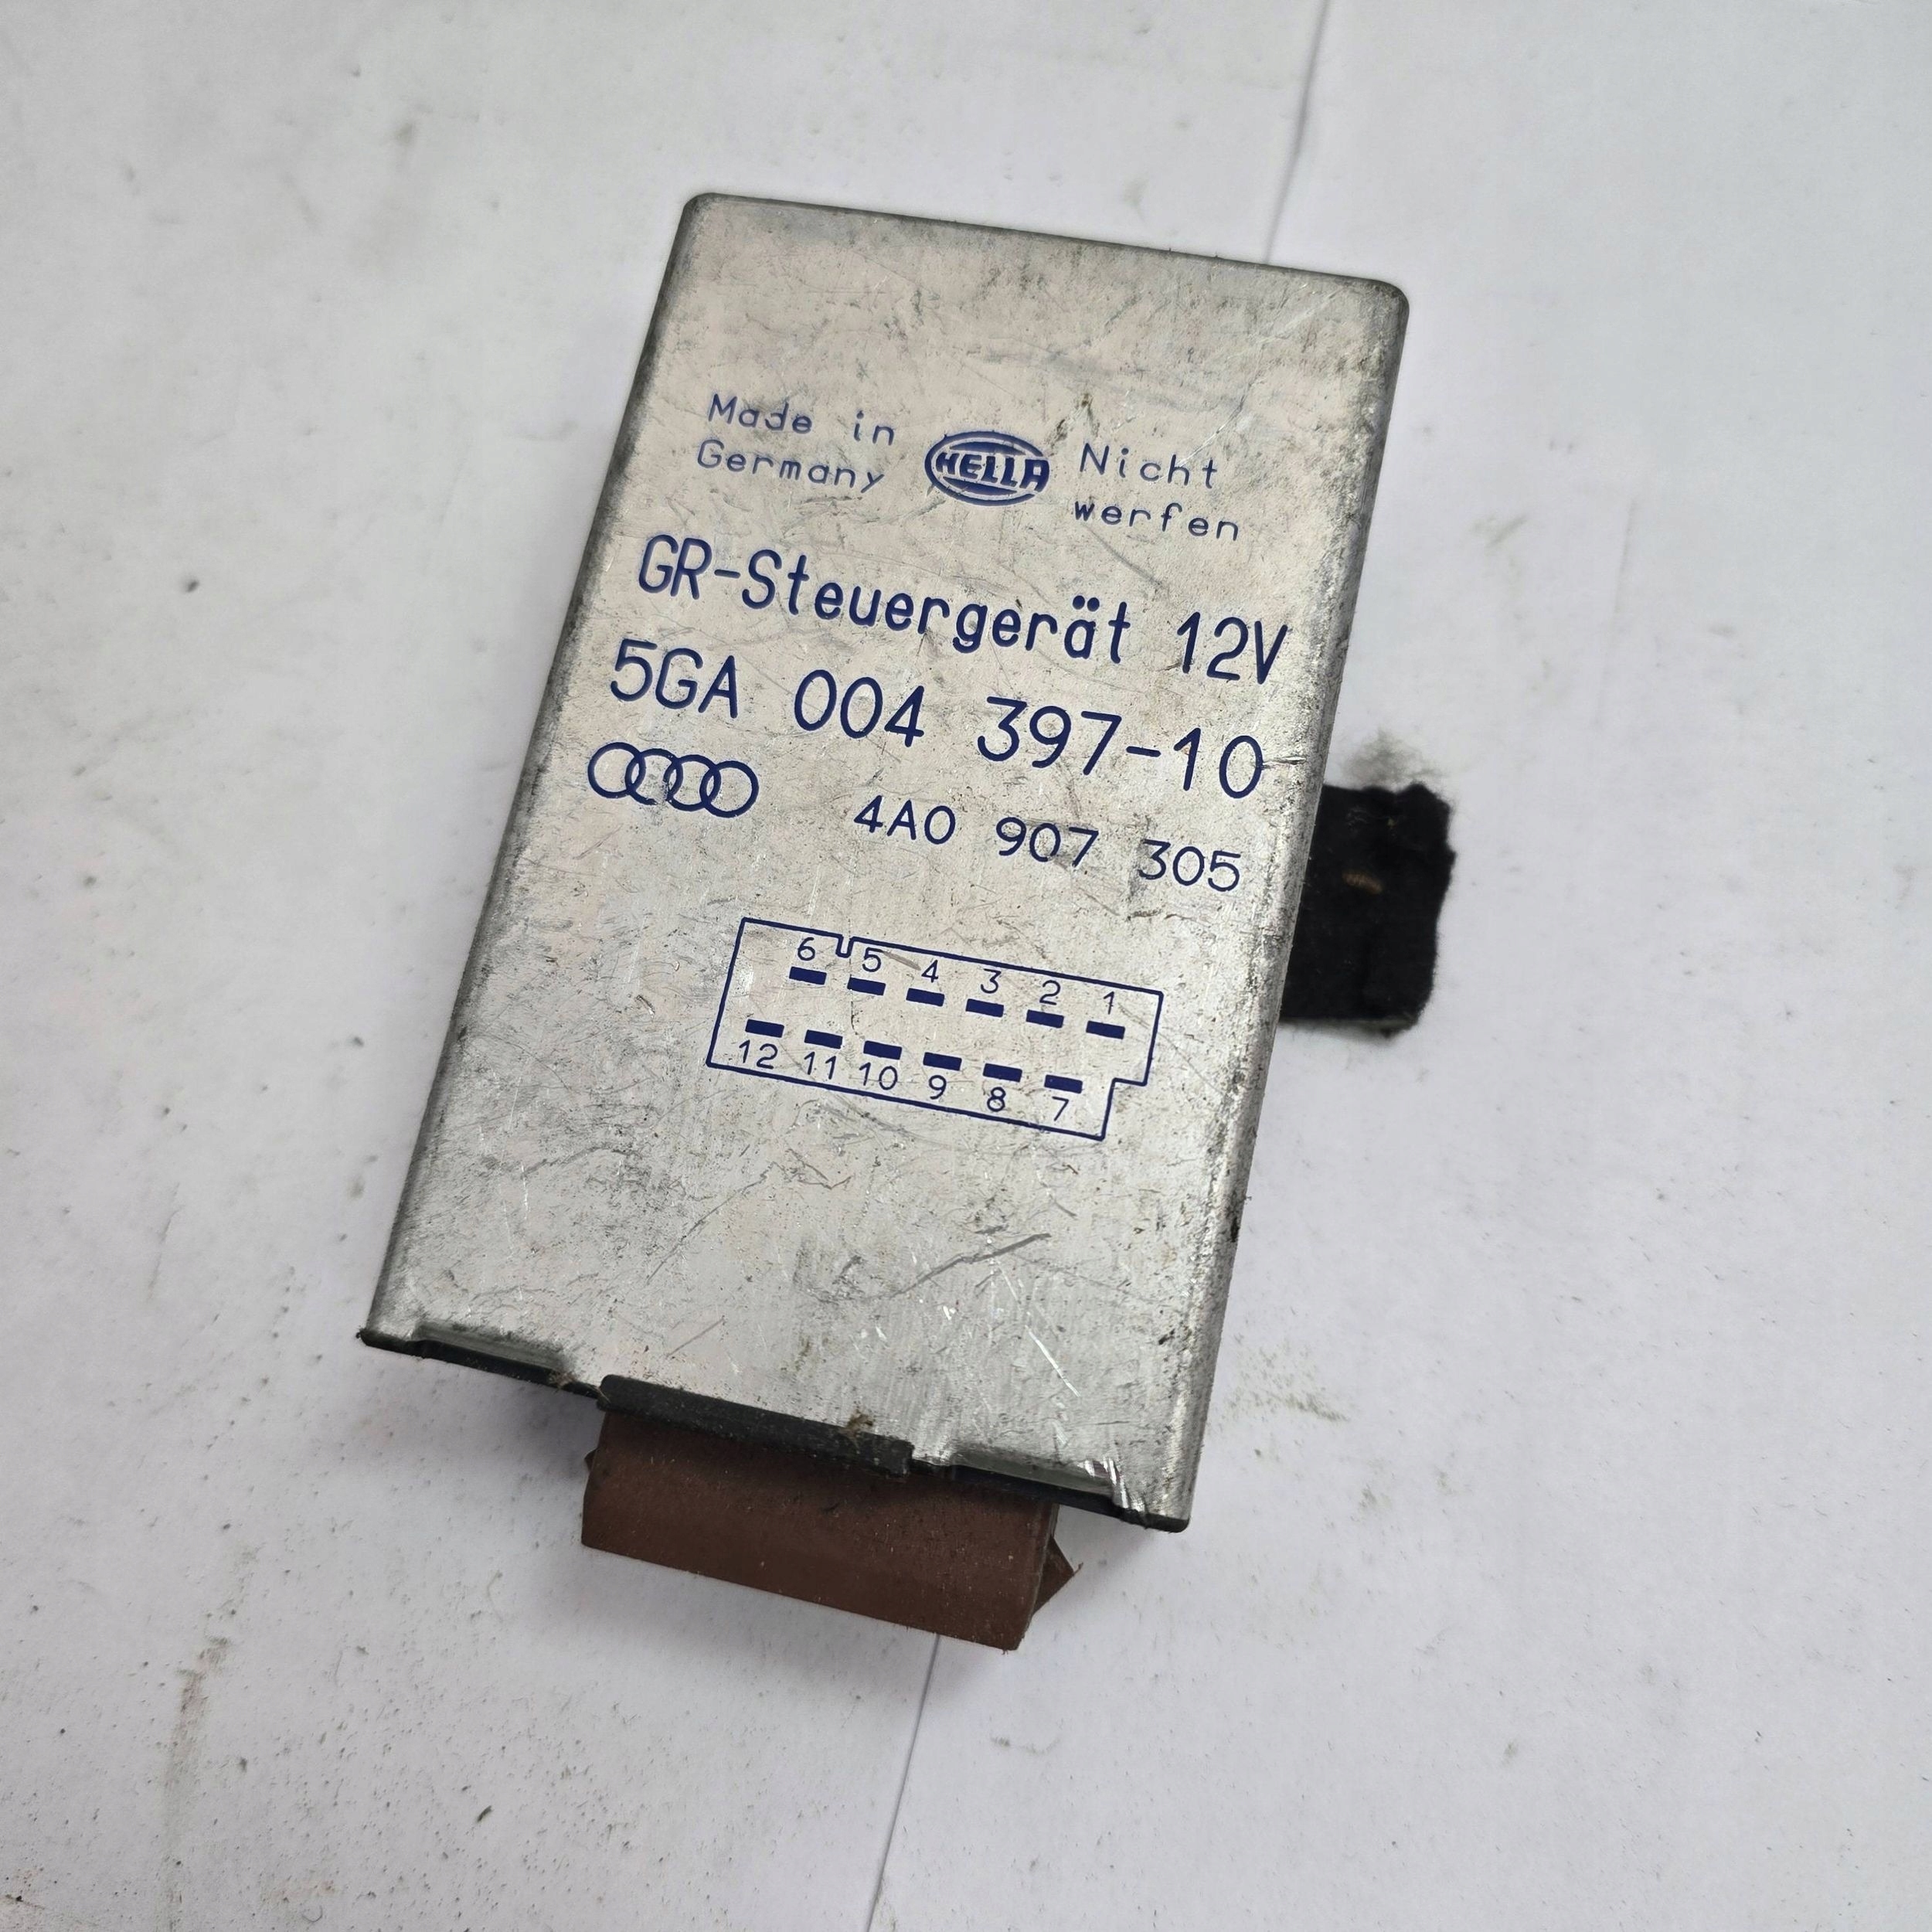 Made in
Germany
HELLA
Nicht
werfen
GR-Steuergerät 12V
5GA 004 397-10
4A0 907 305
6 5 4 3 2 1
12 11 10 9 8 7